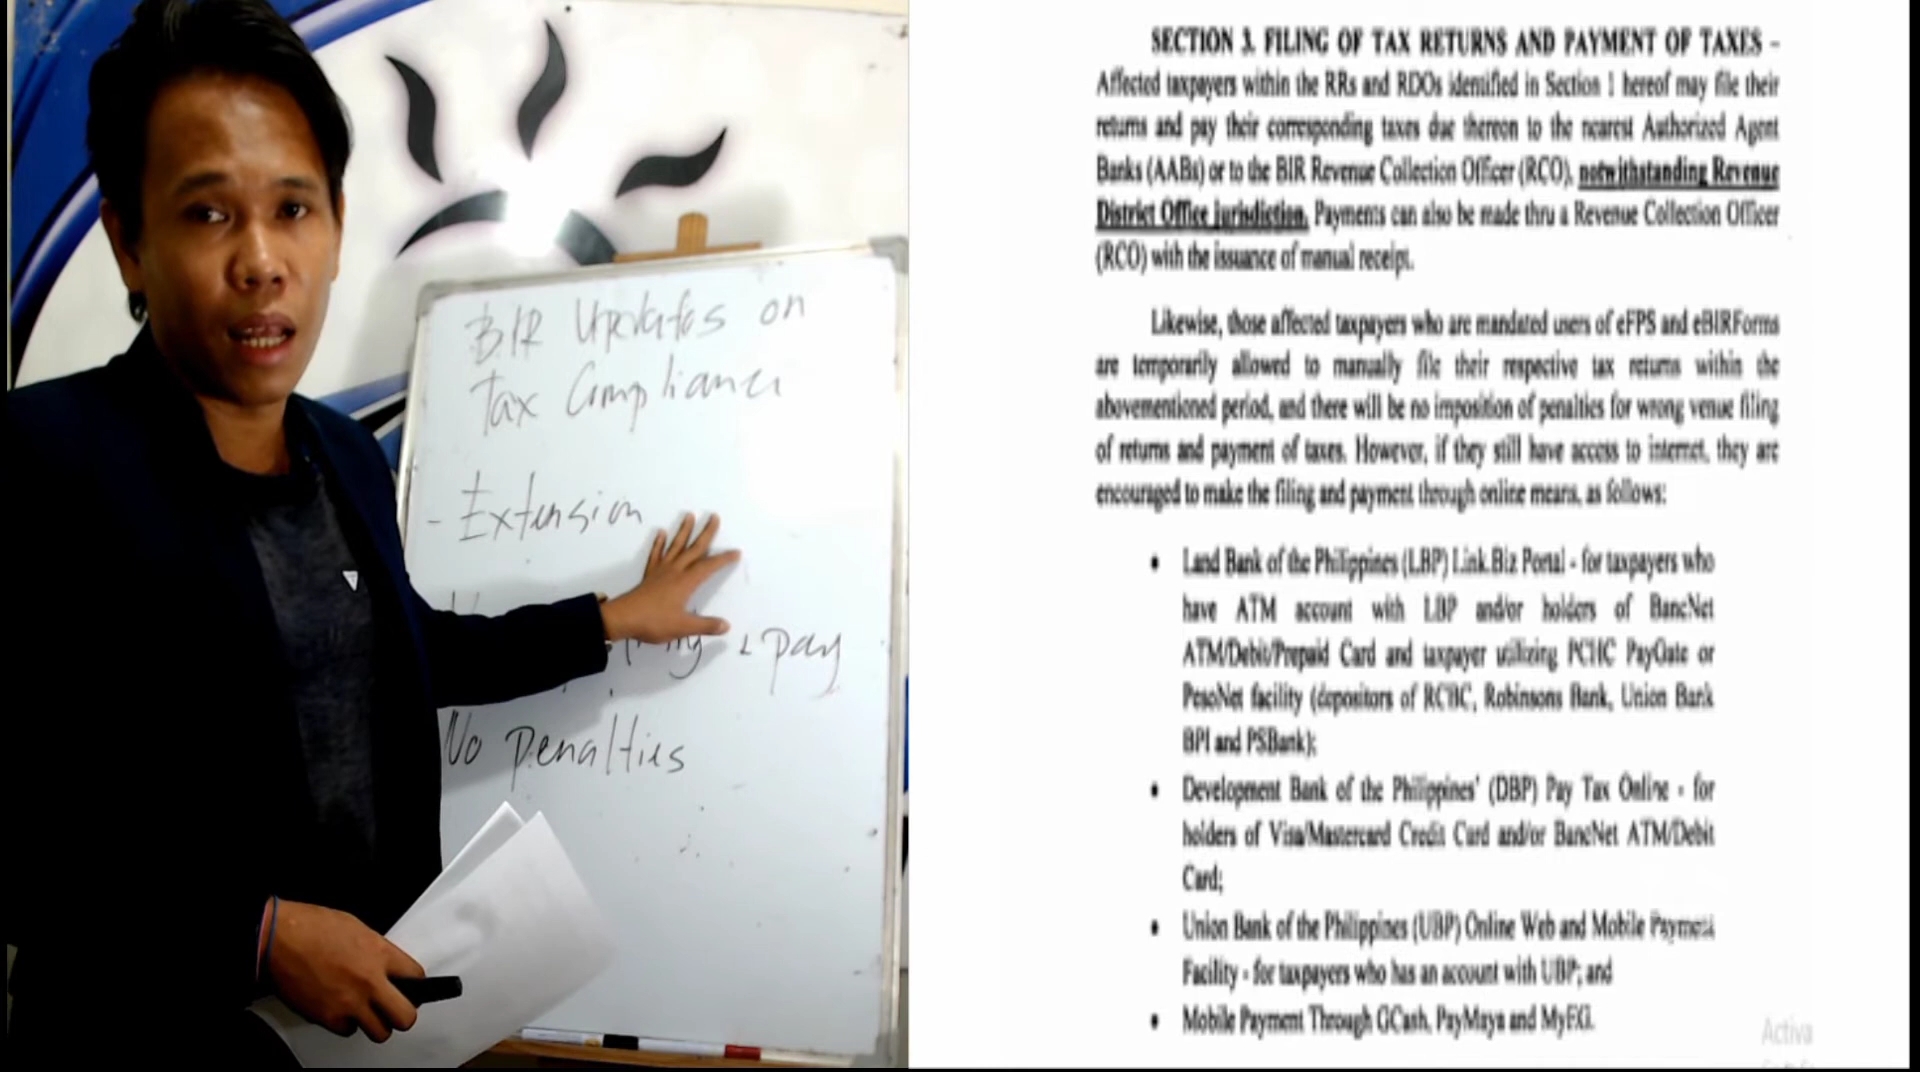 BIR Updates on
Tax Compliance
- Extension
& pay
No Penalties
SECTION 3. FILING OF TAX RETURNS AND PAYMENT OF TAXES –
Affected taxpayers within the RRs and RDOs identified in Section 1 hereof may file their
returns and pay their corresponding taxes due thereon to the nearest Authorized Agent
Banks (AABs) or to the BIR Revenue Collection Officer (RCO), notwithstanding Revenue
District Office jurisdiction. Payments can also be made thru a Revenue Collection Officer
(RCO) with the issuance of manual receipt.
Likewise, those affected taxpayers who are mandated users of eFPS and eBIRForms
are temporarily allowed to manually file their respective tax returns within the
abovementioned period, and there will be no imposition of penalties for wrong venue filing
of returns and payment of taxes. However, if they still have access to internet, they are
encouraged to make the filing and payment through online means, as follows:
• Land Bank of the Philippines (LBP) Link.Biz Portal - for taxpayers who
have ATM account with LBP and/or holders of BancNet
ATM/Debit/Prepaid Card and taxpayer utilizing PCHC PayGate or
PesoNet facility (depositors of RCBC, Robinsons Bank, Union Bank
BPI and PSBank);
• Development Bank of the Philippines' (DBP) Pay Tax Online - for
holders of Visa/Mastercard Credit Card and/or BancNet ATM/Debit
Card;
• Union Bank of the Philippines (UBP) Online Web and Mobile Payment
Facility - for taxpayers who has an account with UBP; and
• Mobile Payment Through GCash, PayMaya and MyEG.
Activa